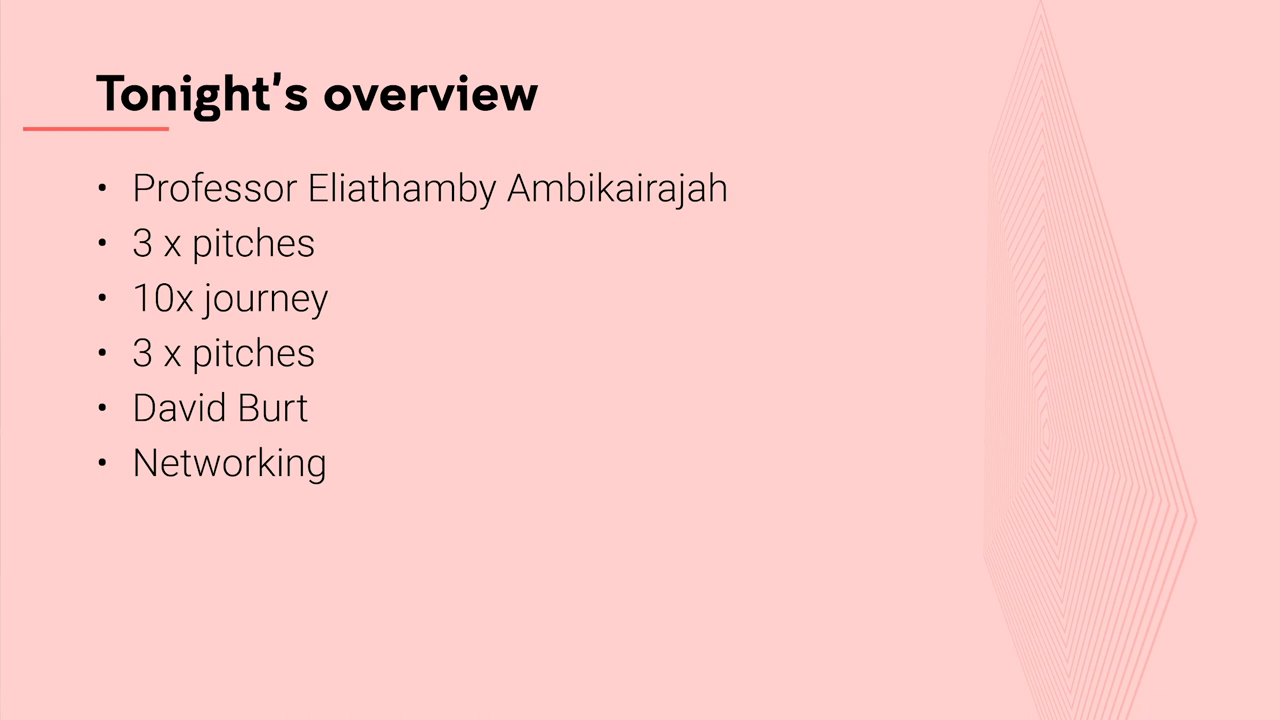 Tonight's overview
• Professor Eliathamby Ambikairajah
• 3 x pitches
• 10x journey
• 3 x pitches
• David Burt
• Networking